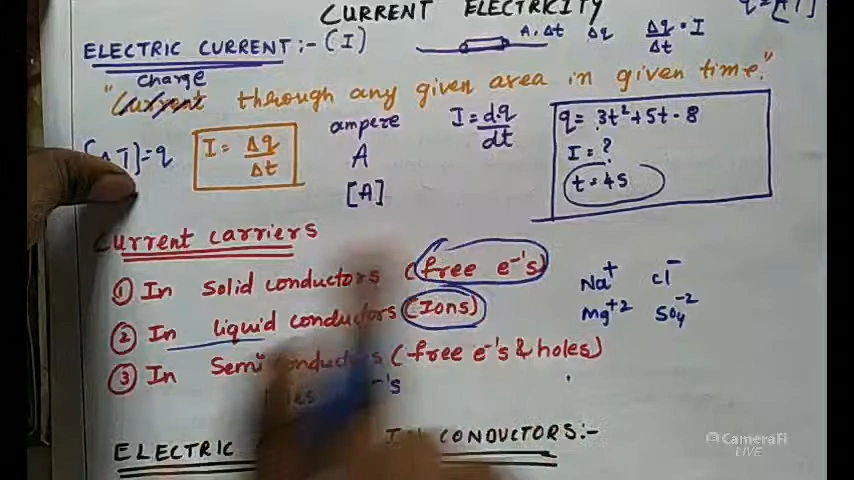 CURRENT ELECTRICITY
ELECTRIC CURRENT :- (I)
A, Δt Δq Δq/Δt = I
charge
" through any given area in given time."
I = Δq/Δt
ampere
A
[A]
I = dq/dt
q = 3t² + 5t - 8
I = ?
t = 4s
Current carriers
① In solid conductors (free e⁻'s)
② In liquid conductors (Ions)
③ In Semi conductors (free e⁻'s & holes)
Na⁺ Cl⁻
Mg⁺² SO₄⁻²
ELECTRIC CONDUCTORS:-
CameraFi
LIVE